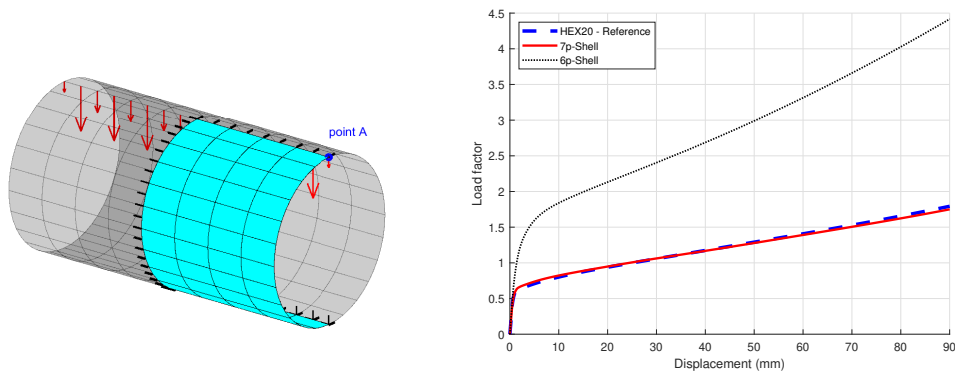 point A
4.5
4
3.5
3
2.5
2
1.5
1
0.5
0
Load factor
HEX20 - Reference
7p-Shell
6p-Shell
0 10 20 30 40 50 60 70 80 90
Displacement (mm)